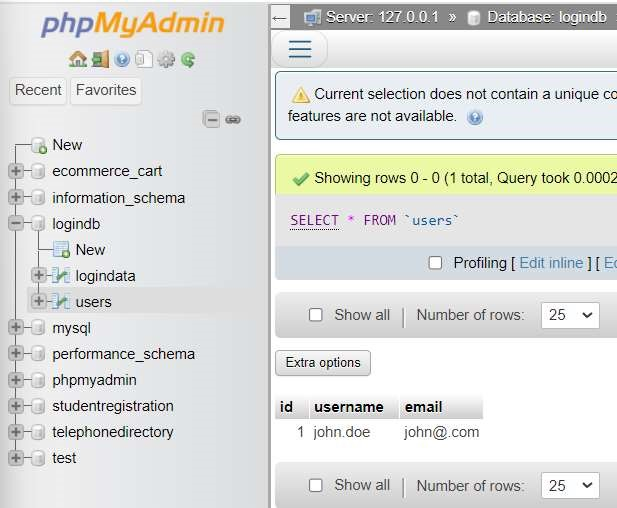 phpMyAdmin
Recent Favorites
New
ecommerce_cart
information_schema
logindb
New
logindata
users
mysql
performance_schema
phpmyadmin
studentregistration
telephonedirectory
test
Server: 127.0.0.1 » Database: logindb
Current selection does not contain a unique co
features are not available.
Showing rows 0 - 0 (1 total, Query took 0.0002
SELECT * FROM `users`
Profiling [ Edit inline ] [ Ed
Show all | Number of rows: 25
Extra options
id username email
1 john.doe john@.com
Show all | Number of rows: 25